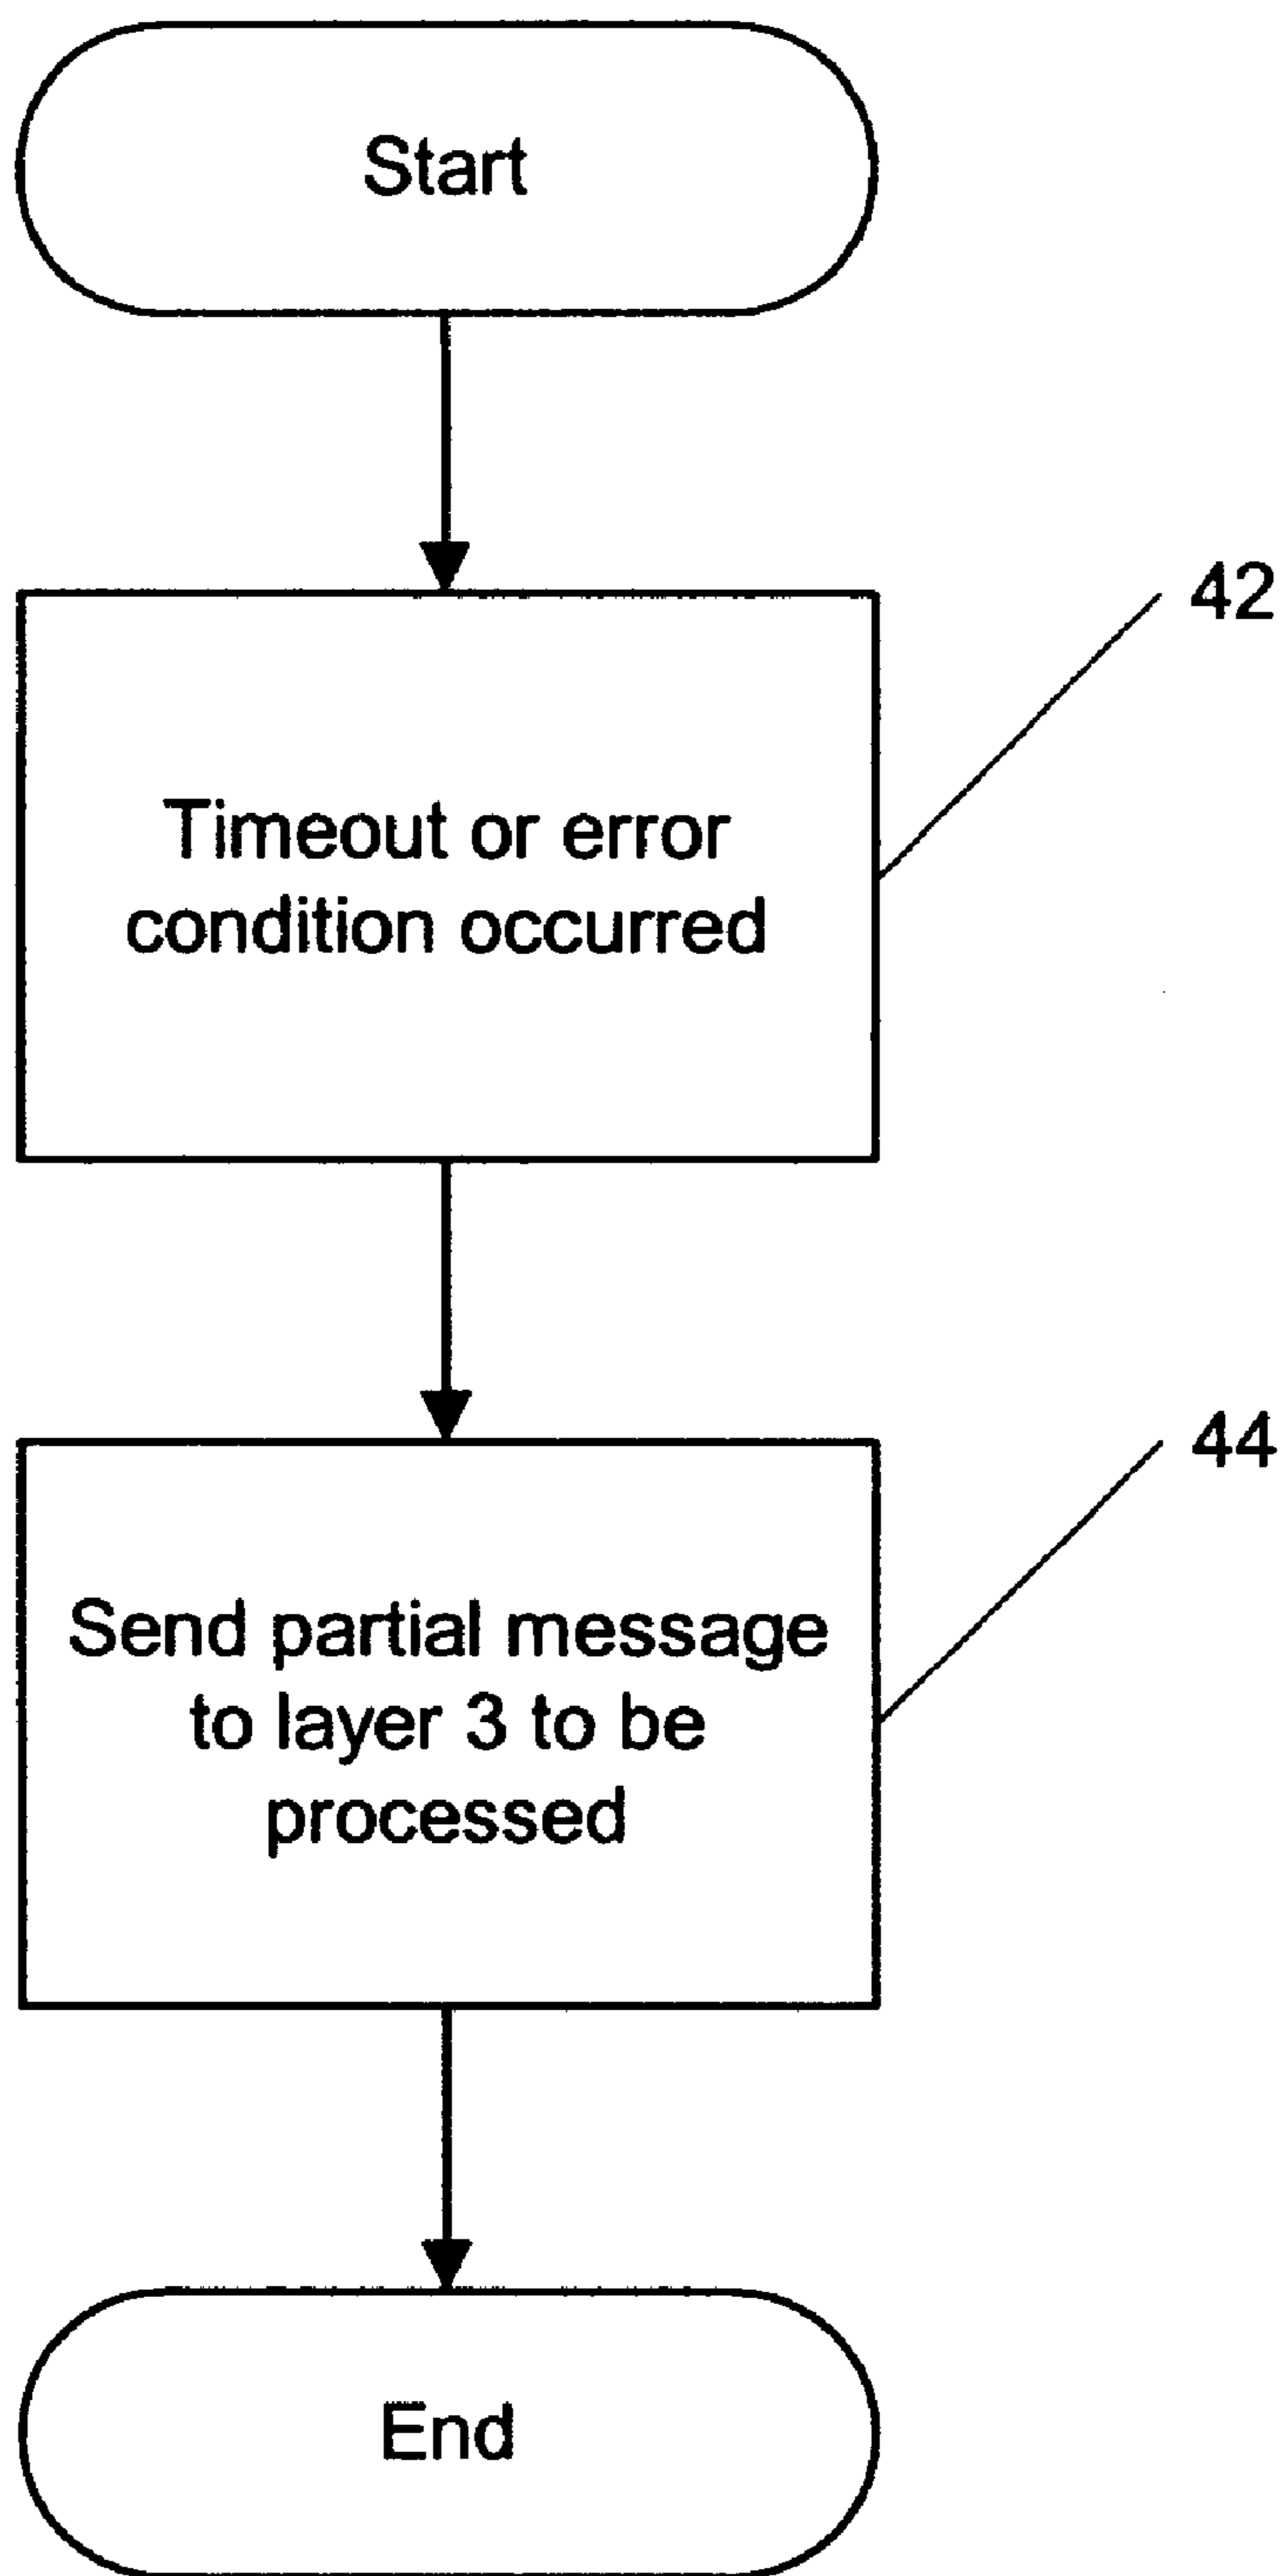 Start
42
Timeout or error
condition occurred
44
Send partial message
to layer 3 to be
processed
End